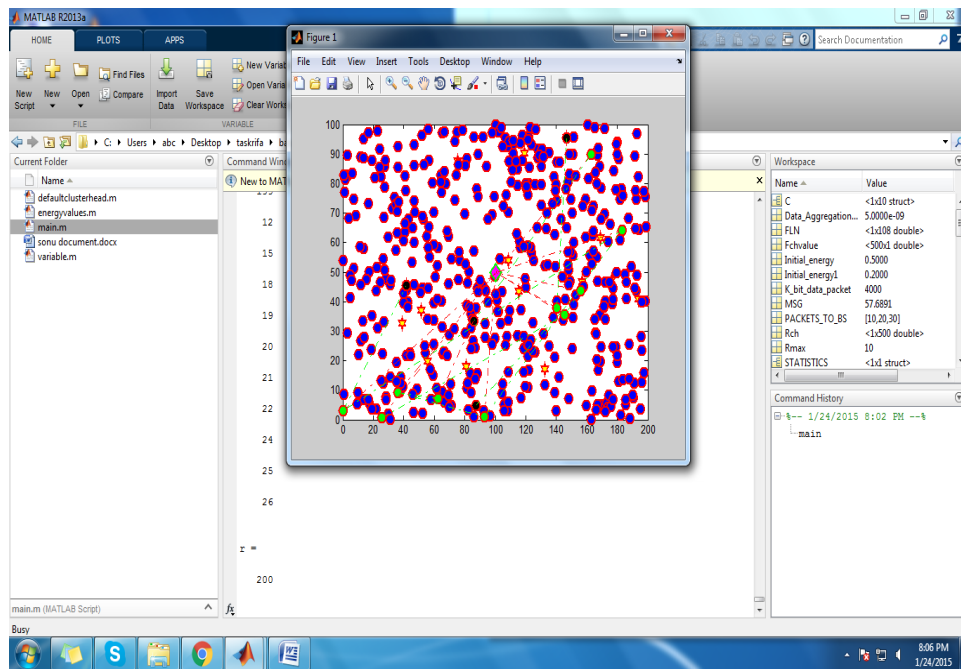 MATLAB R2013a
HOME PLOTS APPS
Search Documentation
New Script
New
Open
Find Files
Compare
Import Data
Save Workspace
New Variab
Open Varia
Clear Works
FILE
VARIABLE
C: Users abc Desktop taskrifa ba
Current Folder
Name
defaultclusterhead.m
energyvalues.m
main.m
sonu document.docx
variable.m
main.m (MATLAB Script)
Command Wind
New to MAT
12
15
18
19
20
21
22
24
25
26
r =
200
fx
Figure 1
File Edit View Insert Tools Desktop Window Help
100
90
80
70
60
50
40
30
20
10
0
0 20 40 60 80 100 120 140 160 180 200
Workspace
Name Value
C <1x10 struct>
Data_Aggregation... 5.0000e-09
FLN <1x108 double>
Fchvalue <500x1 double>
Initial_energy 0.5000
Initial_energy1 0.2000
K_bit_data_packet 4000
MSG 57.6891
PACKETS_TO_BS [10,20,30]
Rch <1x500 double>
Rmax 10
STATISTICS <1x1 struct>
Command History
%-- 1/24/2015 8:02 PM --%
main
Busy
8:06 PM
1/24/2015